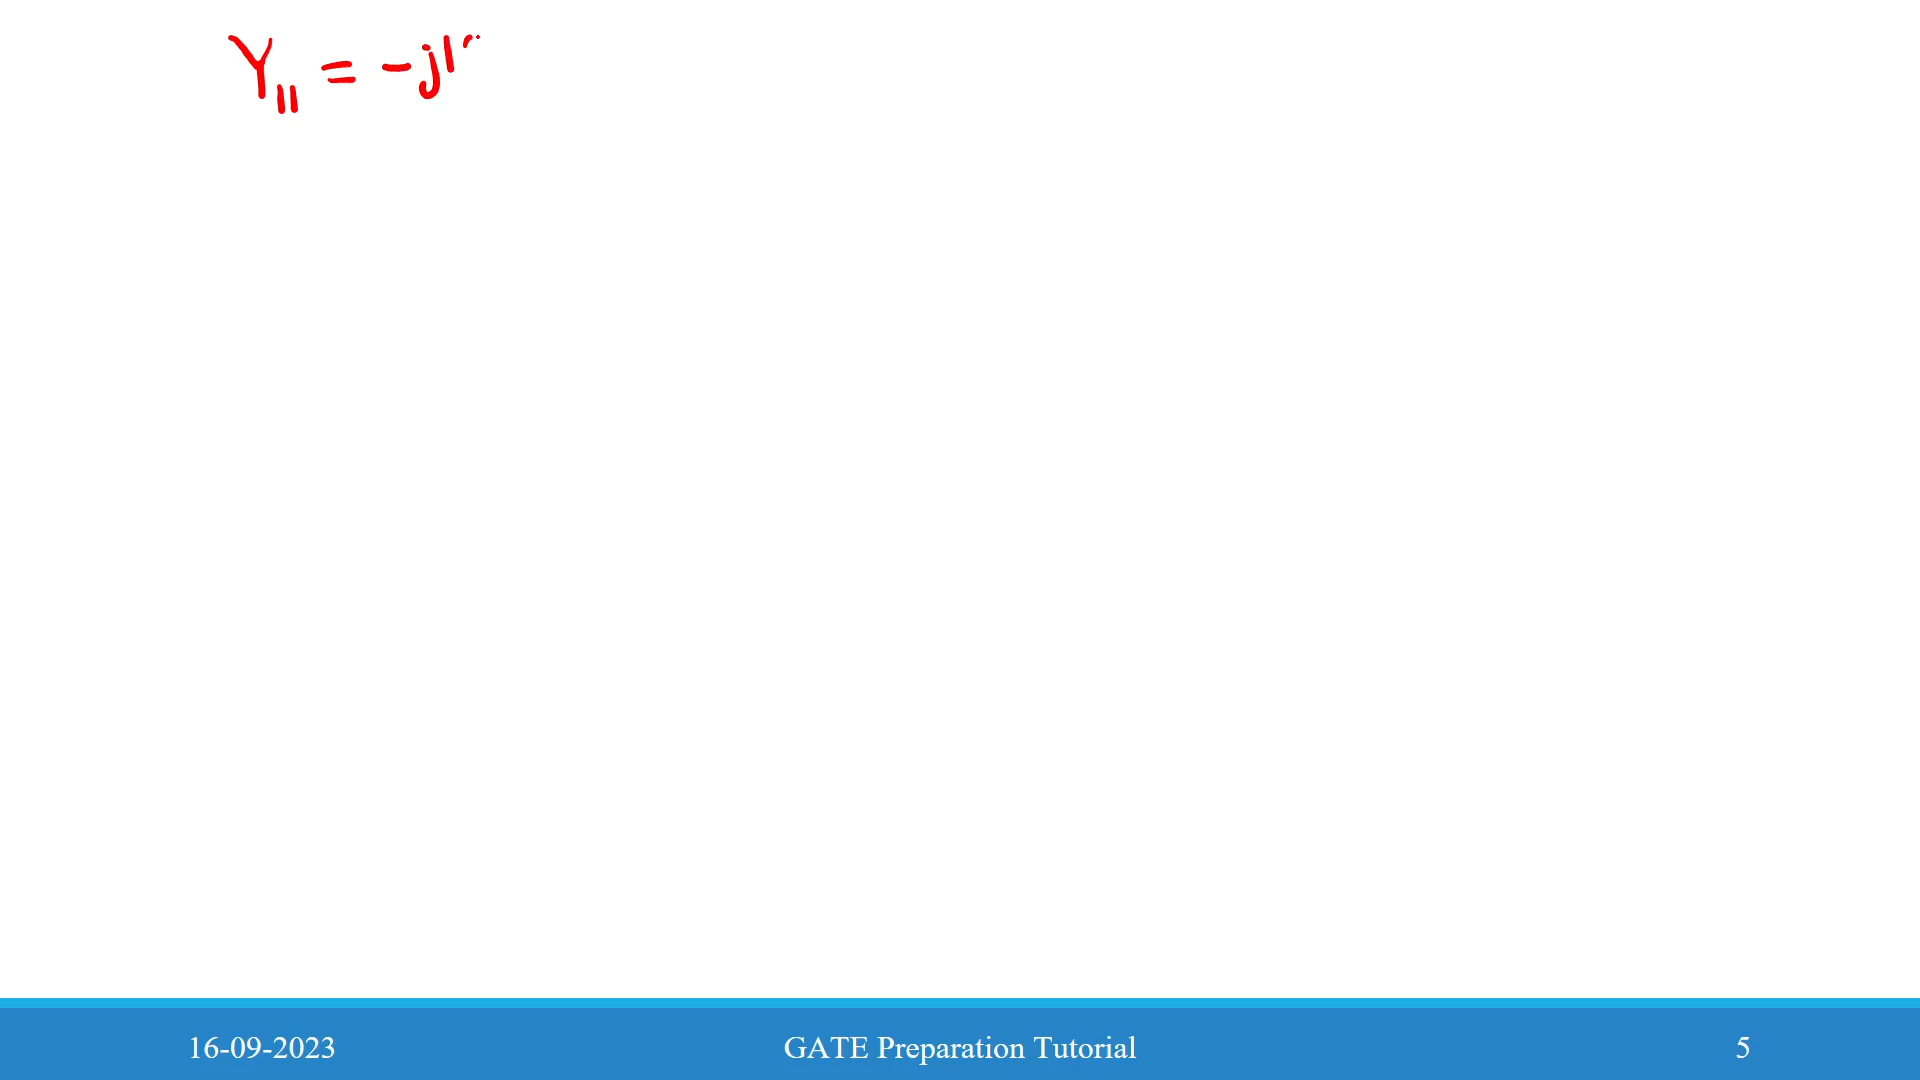 Y11 = -j1
16-09-2023 GATE Preparation Tutorial 5